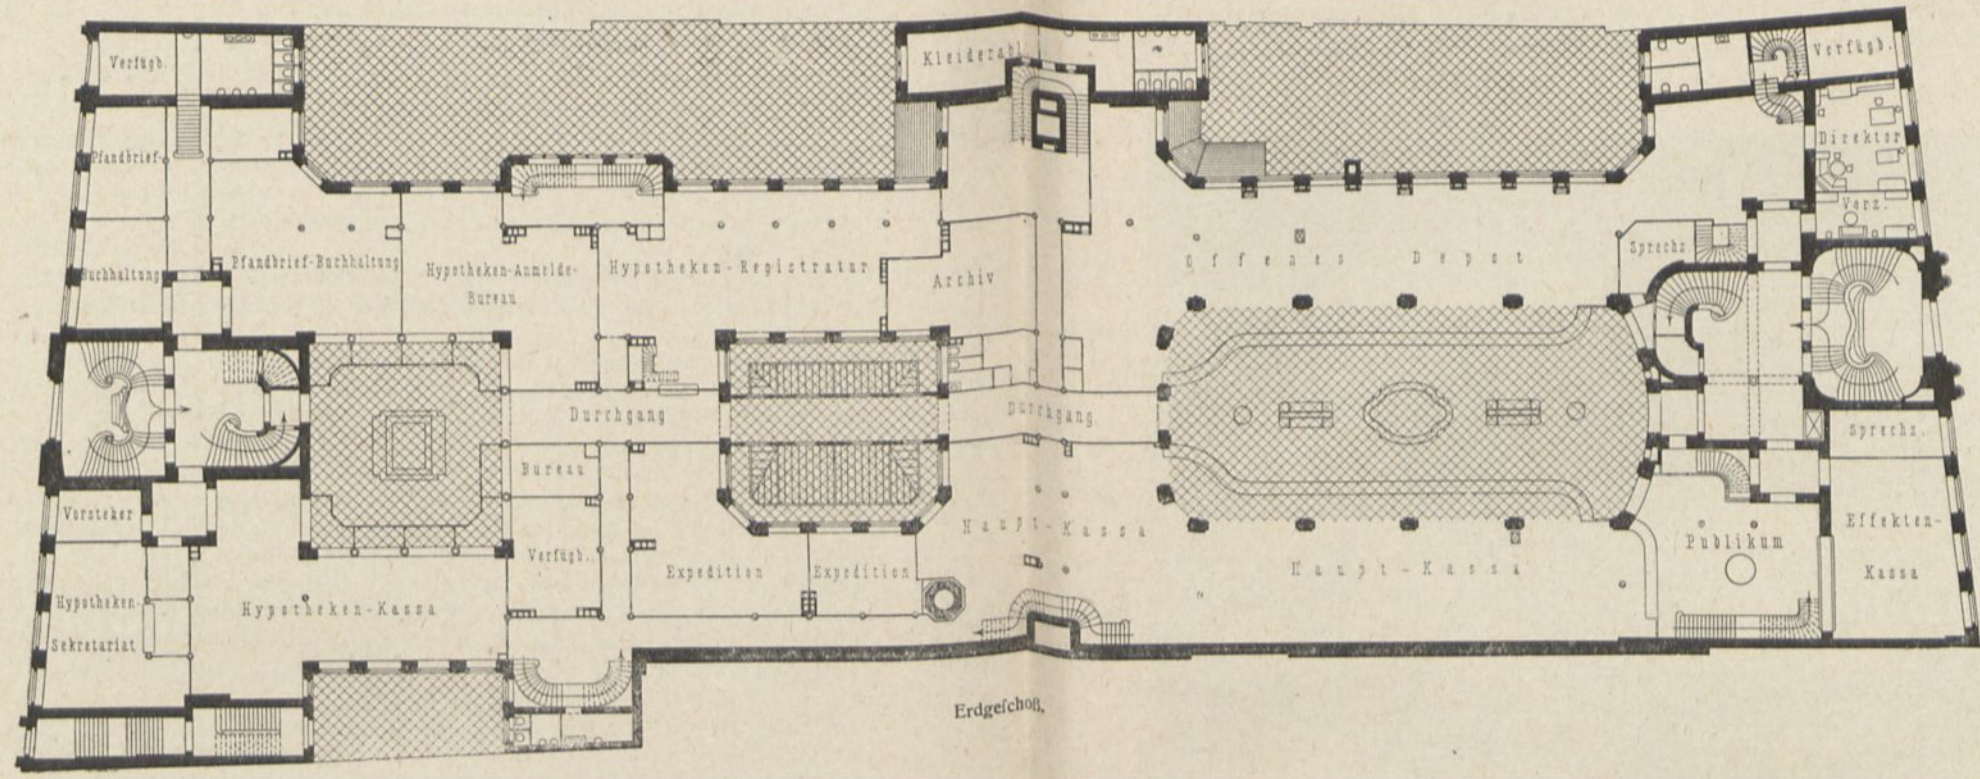 Verfügb.
Kleiderabl.
Verfügb.
Pfandbrief-
Buchhaltung
Direktor
Vorz.
Sprechz.
Pfandbrief-Buchhaltung
Hypotheken-Anmelde-
Bureau
Hypotheken-Registratur
Archiv
Offenes Depot
Durchgang
Durchgang
Sprechz.
Bureau
Vorsteher
Haupt-Kassa
Effekten-
Kassa
Publikum
Verfügb.
Expedition
Expedition
Haupt-Kassa
Hypotheken-
Sekretariat
Hypotheken-Kassa
Erdgeſchoß.